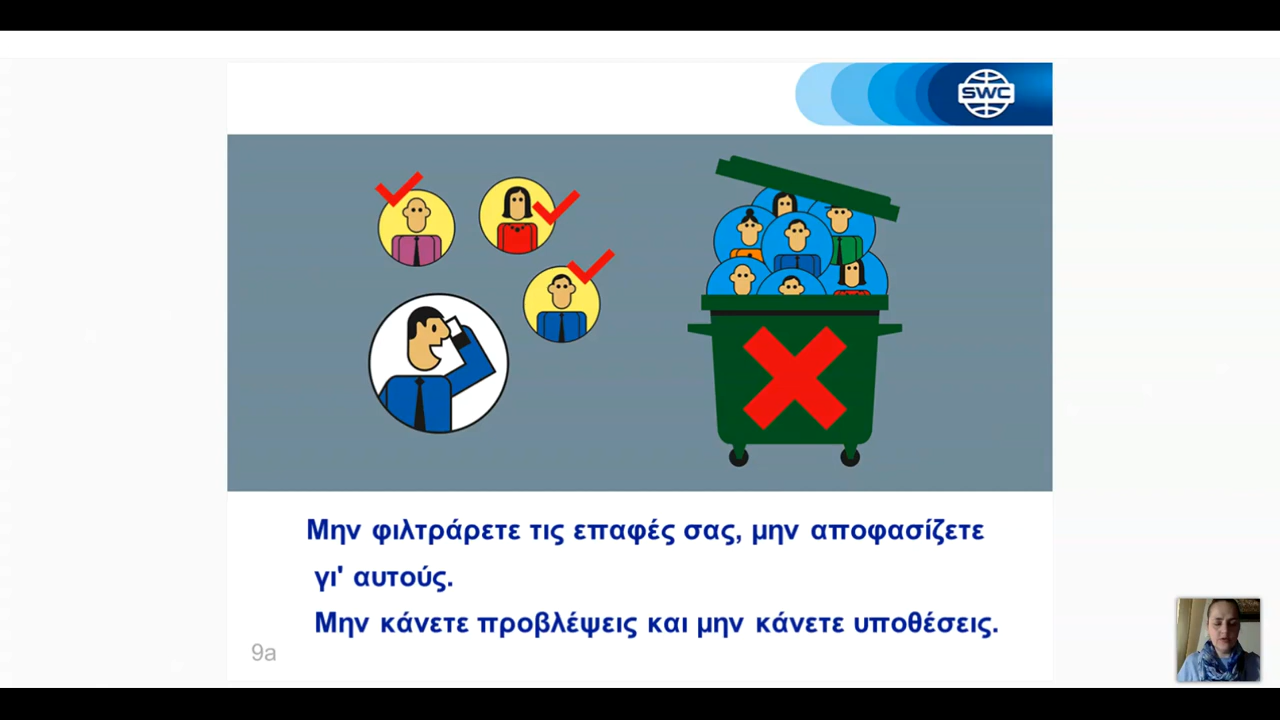 SWC
Μην φιλτράρετε τις επαφές σας, μην αποφασίζετε
γι' αυτούς.
Μην κάνετε προβλέψεις και μην κάνετε υποθέσεις.
9a